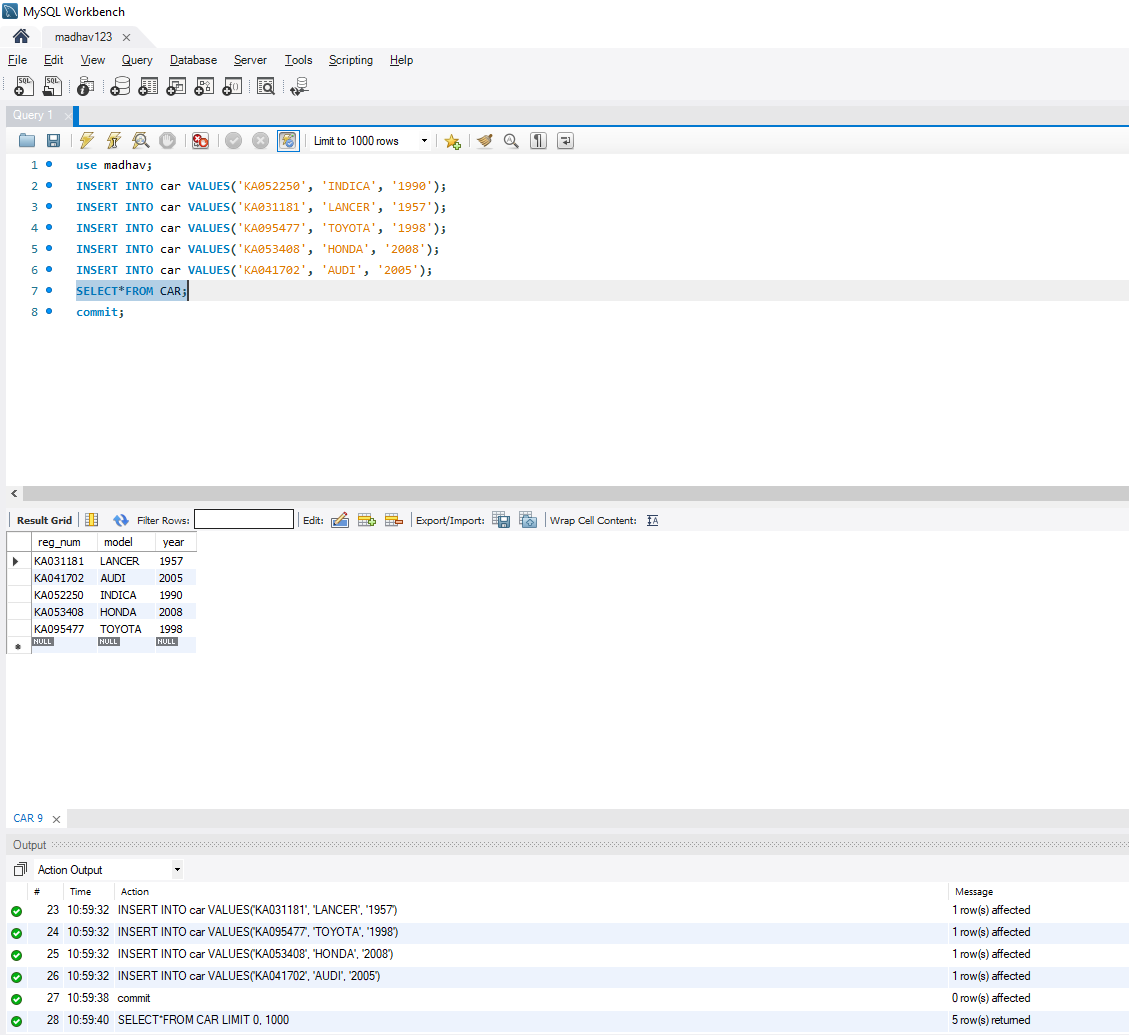 MySQL Workbench
madhav123
File Edit View Query Database Server Tools Scripting Help
Query 1
Limit to 1000 rows
1 use madhav;
2 INSERT INTO car VALUES('KA052250', 'INDICA', '1990');
3 INSERT INTO car VALUES('KA031181', 'LANCER', '1957');
4 INSERT INTO car VALUES('KA095477', 'TOYOTA', '1998');
5 INSERT INTO car VALUES('KA053408', 'HONDA', '2008');
6 INSERT INTO car VALUES('KA041702', 'AUDI', '2005');
7 SELECT*FROM CAR;
8 commit;
Result Grid Filter Rows: Edit: Export/Import: Wrap Cell Content: IA
reg_num model year
KA031181 LANCER 1957
KA041702 AUDI 2005
KA052250 INDICA 1990
KA053408 HONDA 2008
KA095477 TOYOTA 1998
NULL NULL NULL
CAR 9
Output
Action Output
# Time Action Message
23 10:59:32 INSERT INTO car VALUES('KA031181', 'LANCER', '1957') 1 row(s) affected
24 10:59:32 INSERT INTO car VALUES('KA095477', 'TOYOTA', '1998') 1 row(s) affected
25 10:59:32 INSERT INTO car VALUES('KA053408', 'HONDA', '2008') 1 row(s) affected
26 10:59:32 INSERT INTO car VALUES('KA041702', 'AUDI', '2005') 1 row(s) affected
27 10:59:38 commit 0 row(s) affected
28 10:59:40 SELECT*FROM CAR LIMIT 0, 1000 5 row(s) returned